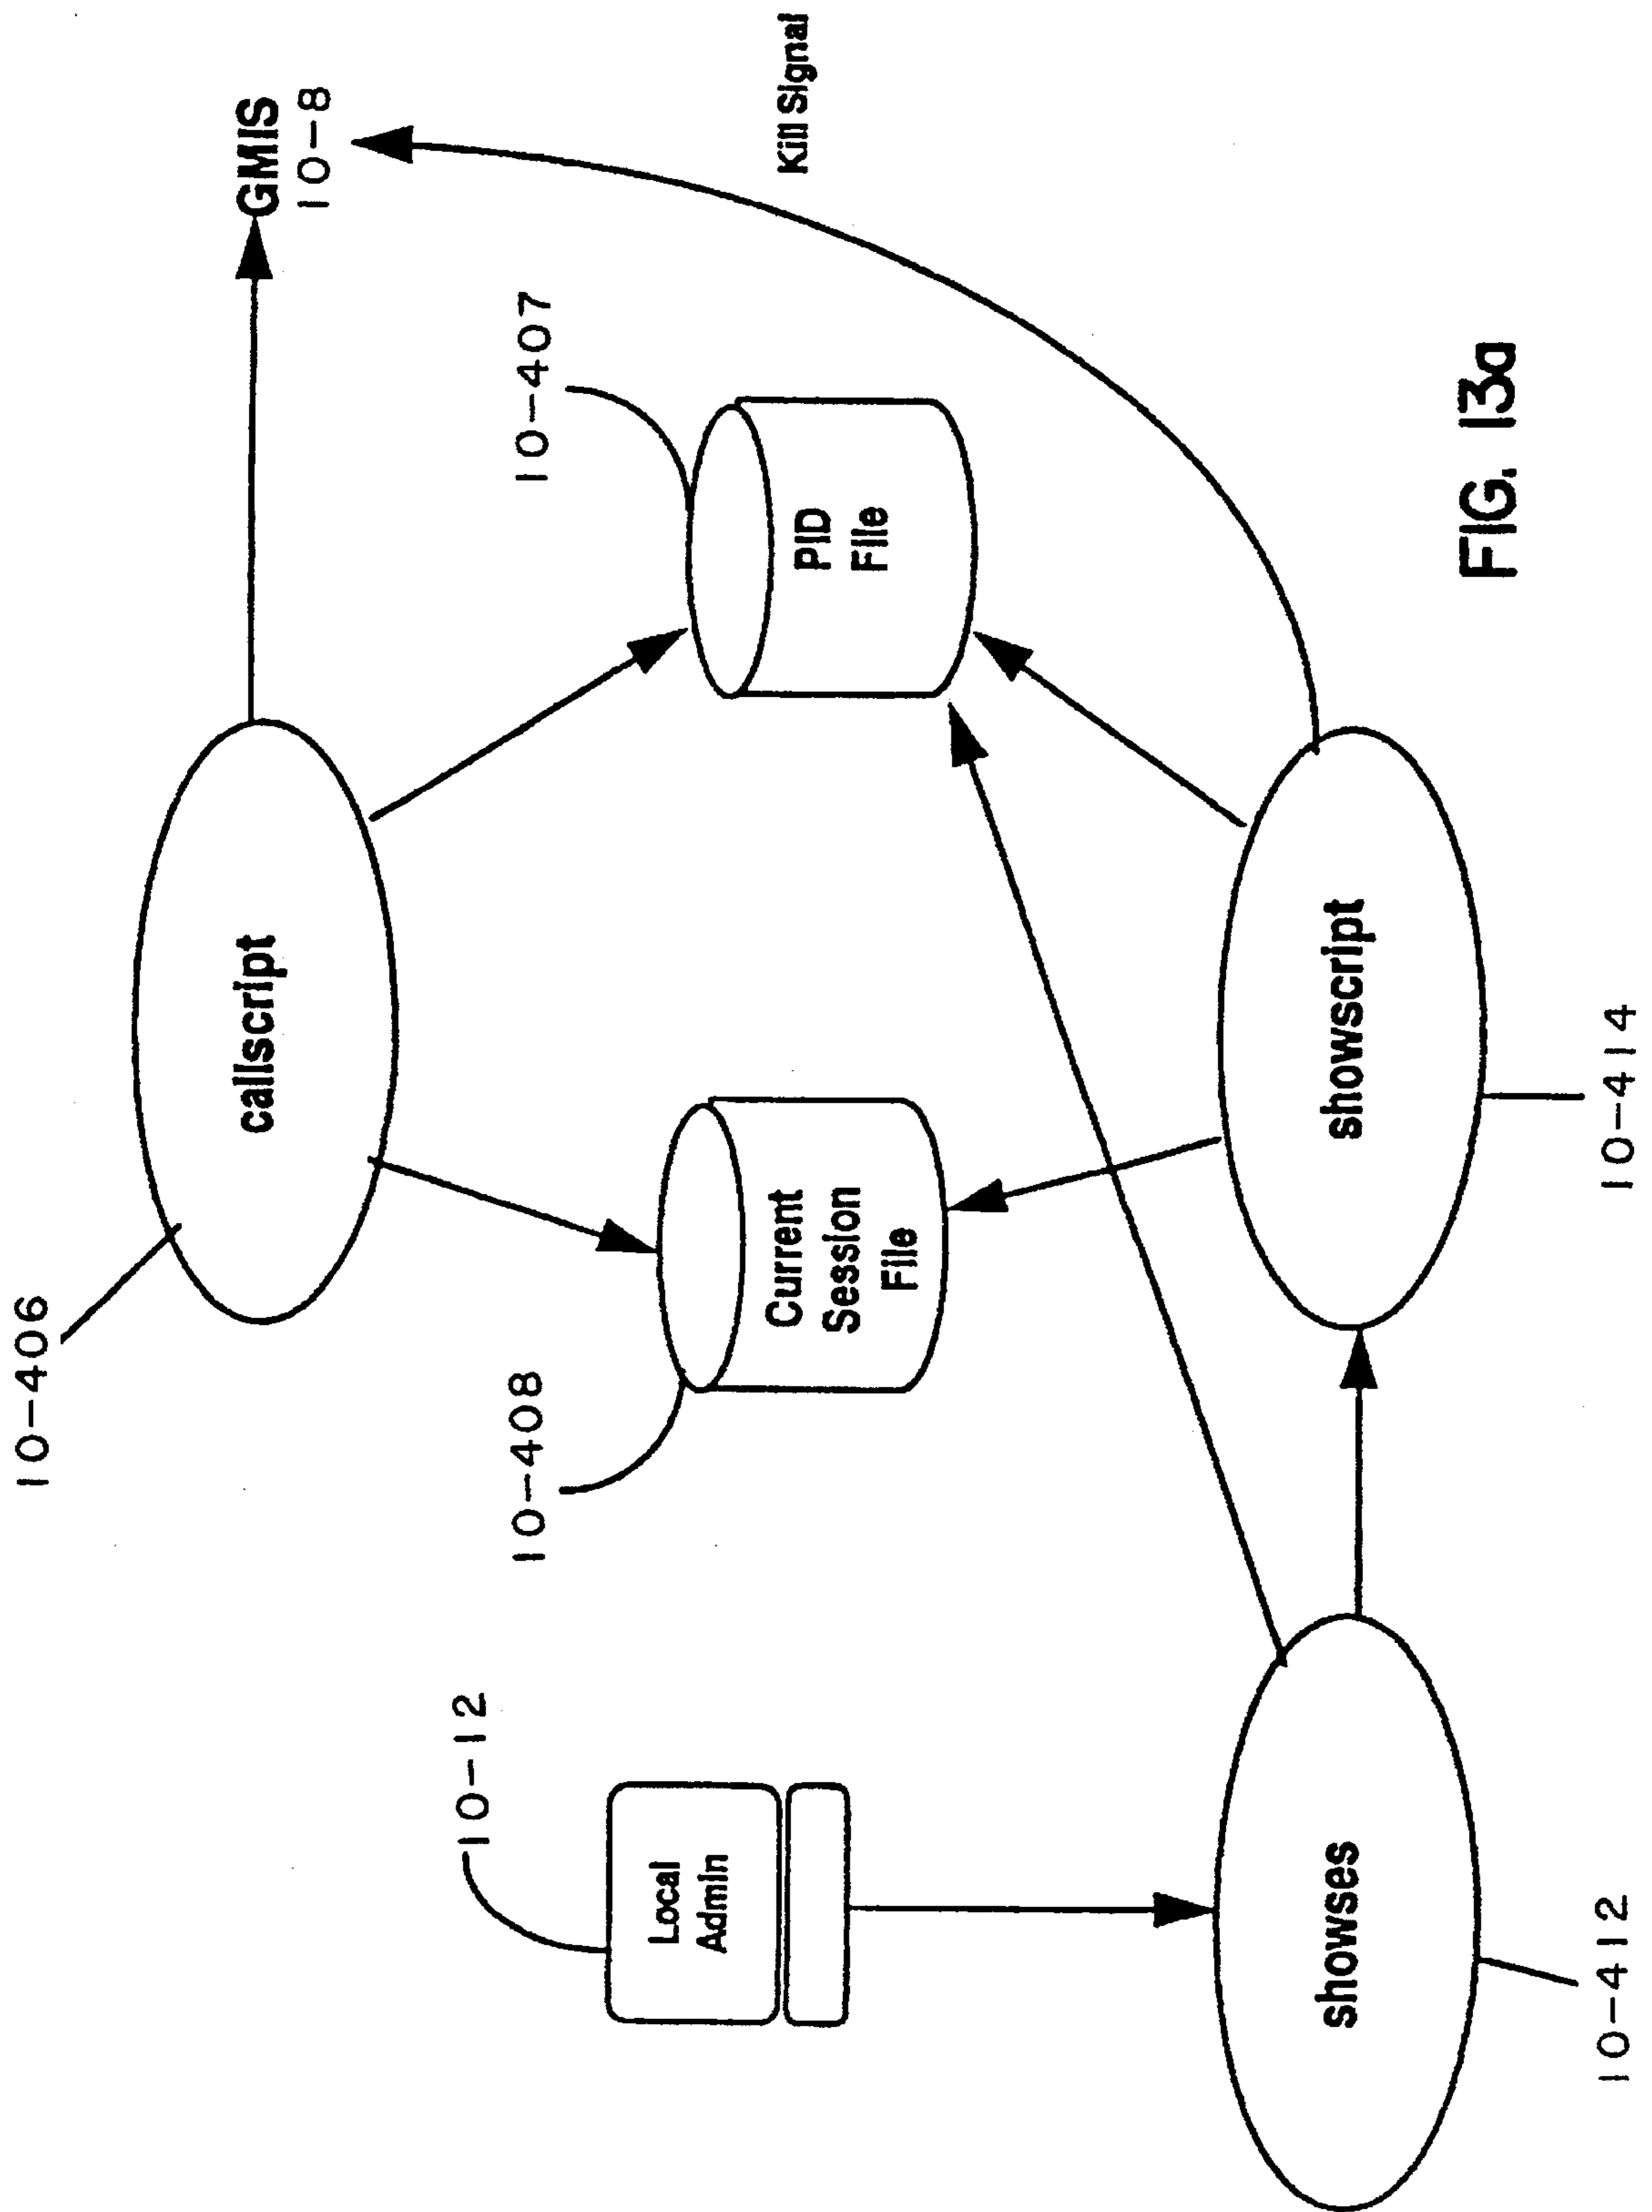 10-406
callscript
GMIS
10-8
10-407
Kill Signal
10-408
Current
Session
File
PID
File
10-12
Local
Admin
showses
10-412
showscript
10-414
FIG. 13a